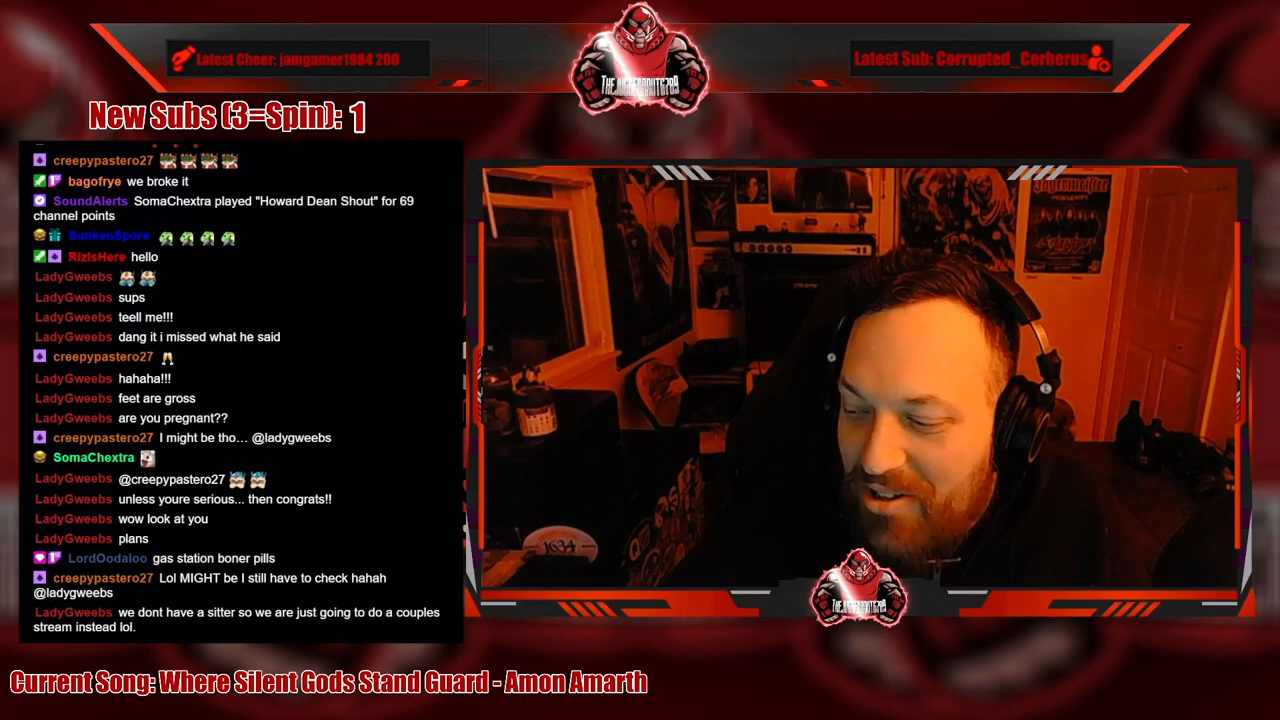 Latest Cheer: jamgamer1984 200
THEJUGGERNAUT6789
Latest Sub: Corrupted_Cerberus
New Subs (3=Spin): 1
creepypastero27
bagofrye we broke it
SoundAlerts SomaChextra played "Howard Dean Shout" for 69
channel points
SunkenSpore
RizIsHere hello
LadyGweebs
LadyGweebs sups
LadyGweebs teell me!!!
LadyGweebs dang it i missed what he said
creepypastero27
LadyGweebs hahaha!!!
LadyGweebs feet are gross
LadyGweebs are you pregnant??
creepypastero27 I might be tho... @ladygweebs
SomaChextra
LadyGweebs @creepypastero27
LadyGweebs unless youre serious... then congrats!!
LadyGweebs wow look at you
LadyGweebs plans
LordOodaloo gas station boner pills
creepypastero27 Lol MIGHT be I still have to check hahah
@ladygweebs
LadyGweebs we dont have a sitter so we are just going to do a couples
stream instead lol.
Jägermeister
PRESENTS
1634
THEJUGGERNAUT6789
Current Song: Where Silent Gods Stand Guard - Amon Amarth